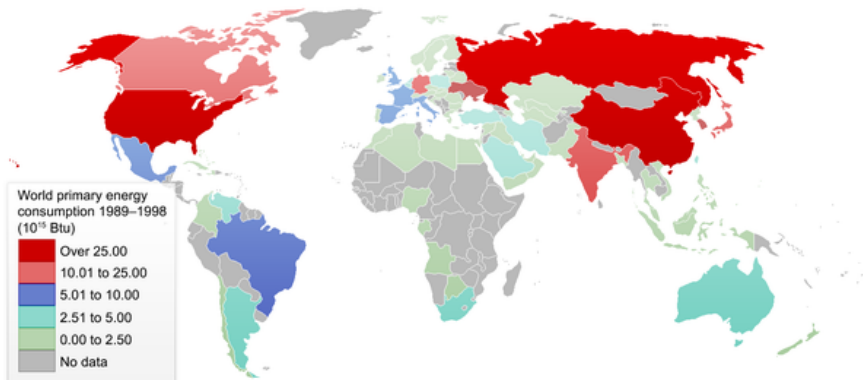 World primary energy
consumption 1989–1998
(10¹⁵ Btu)
Over 25.00
10.01 to 25.00
5.01 to 10.00
2.51 to 5.00
0.00 to 2.50
No data